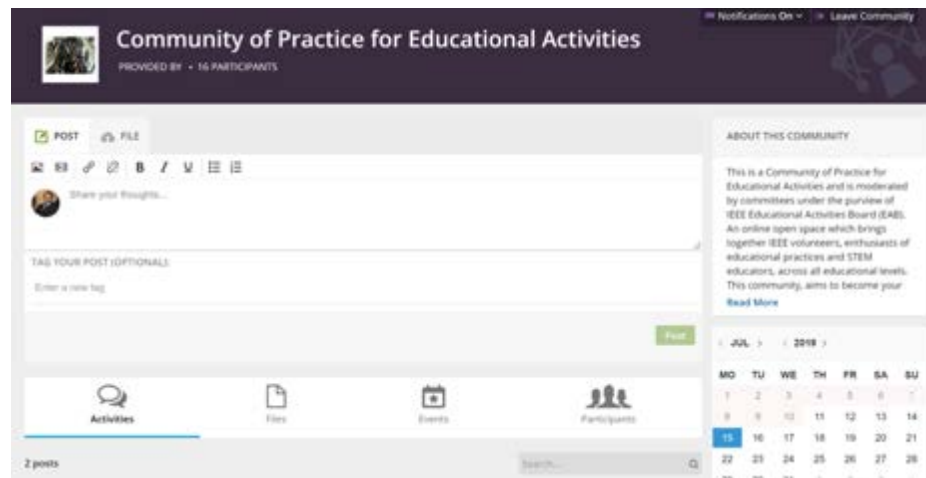 Notifications On
Leave Community
Community of Practice for Educational Activities
PROVIDED BY • 16 PARTICIPANTS
POST
FILE
B I U
Share your thoughts...
TAG YOUR POST (OPTIONAL):
Enter a new tag
Post
Activities
Files
Events
Participants
2 posts
Search...
ABOUT THIS COMMUNITY
This is a Community of Practice for
Educational Activities and is moderated
by committees under the purview of
IEEE Educational Activities Board (EAB).
An online open space which brings
together IEEE volunteers, enthusiasts of
educational practices and STEM
educators, across all educational levels.
This community, aims to become your
Read More
‹ JUL › ‹ 2019 ›
MO TU WE TH FR SA SU
1 2 3 4 5 6 7
8 9 10 11 12 13 14
15 16 17 18 19 20 21
22 23 24 25 26 27 28